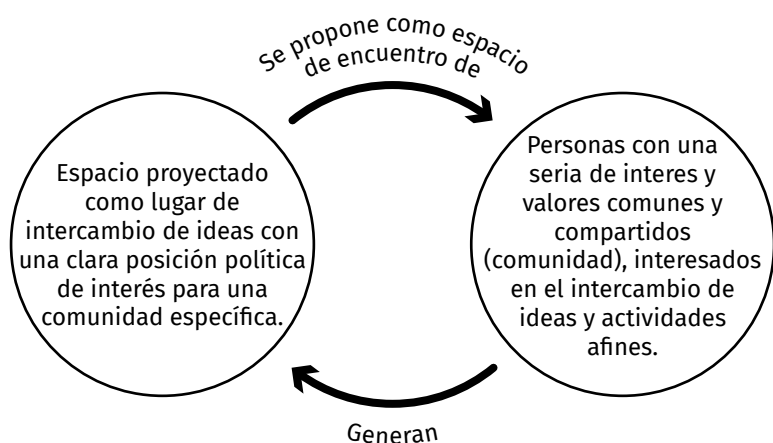 Se propone como espacio
de encuentro de
Espacio proyectado
como lugar de
intercambio de ideas con
una clara posición política
de interés para una
comunidad específica.
Personas con una
seria de interes y
valores comunes y
compartidos
(comunidad), interesados
en el intercambio de
ideas y actividades
afines.
Generan